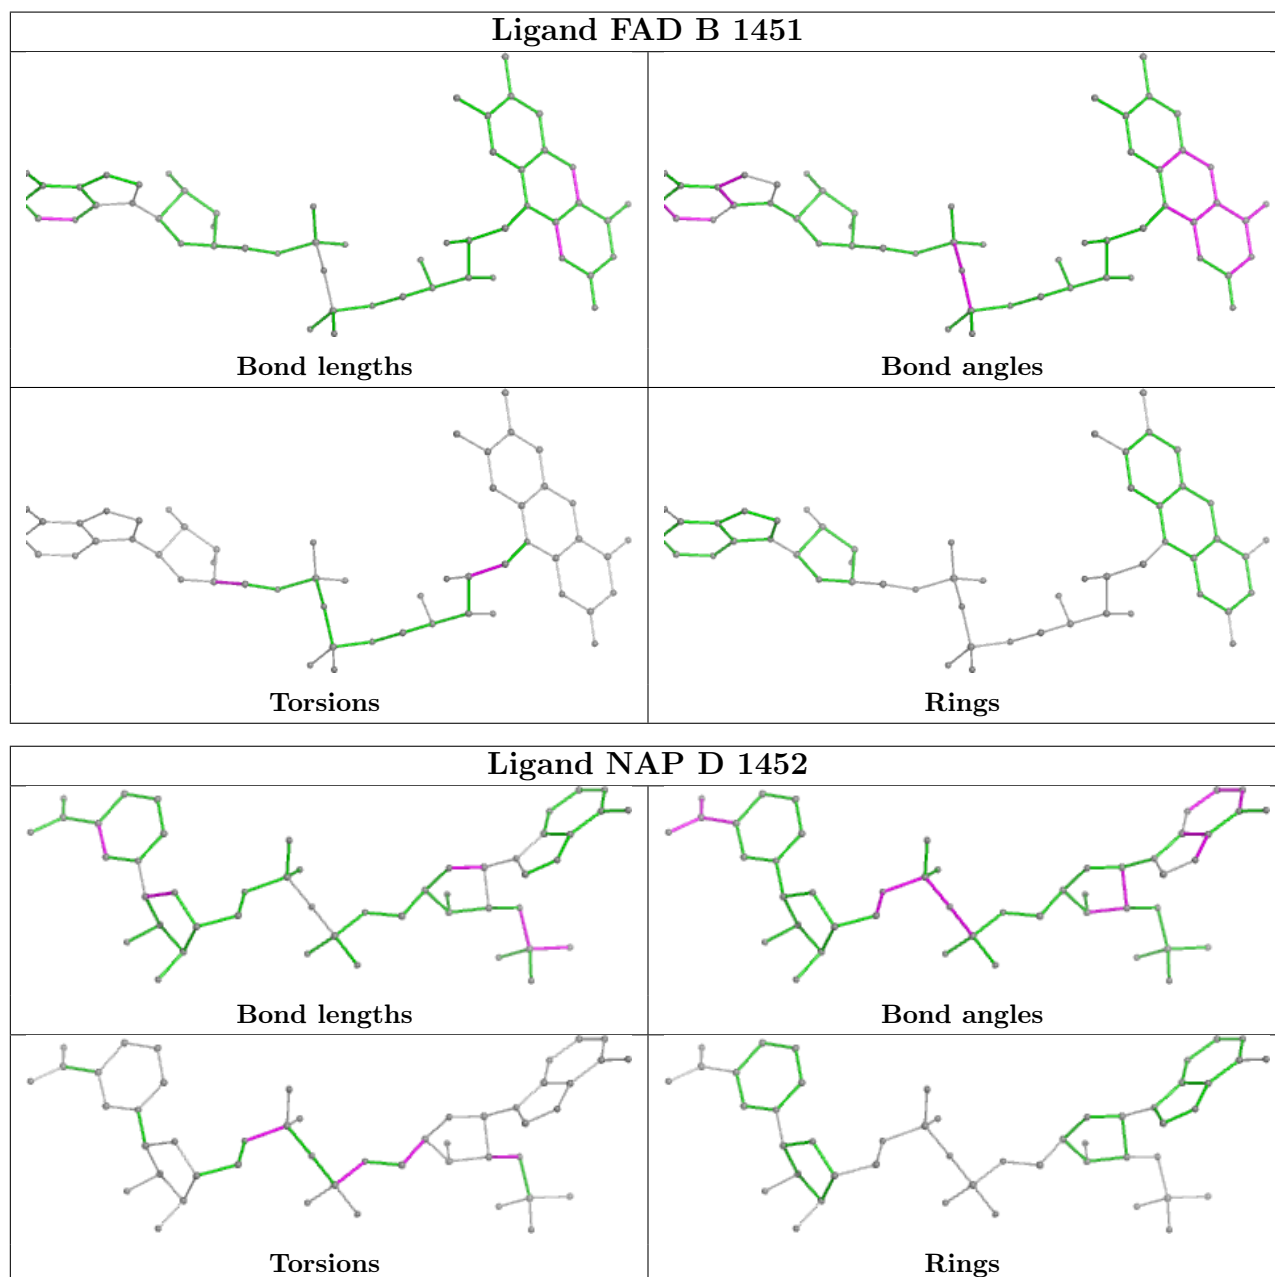 Ligand FAD B 1451
Bond lengths
Bond angles
Torsions
Rings
Ligand NAP D 1452
Bond lengths
Bond angles
Torsions
Rings